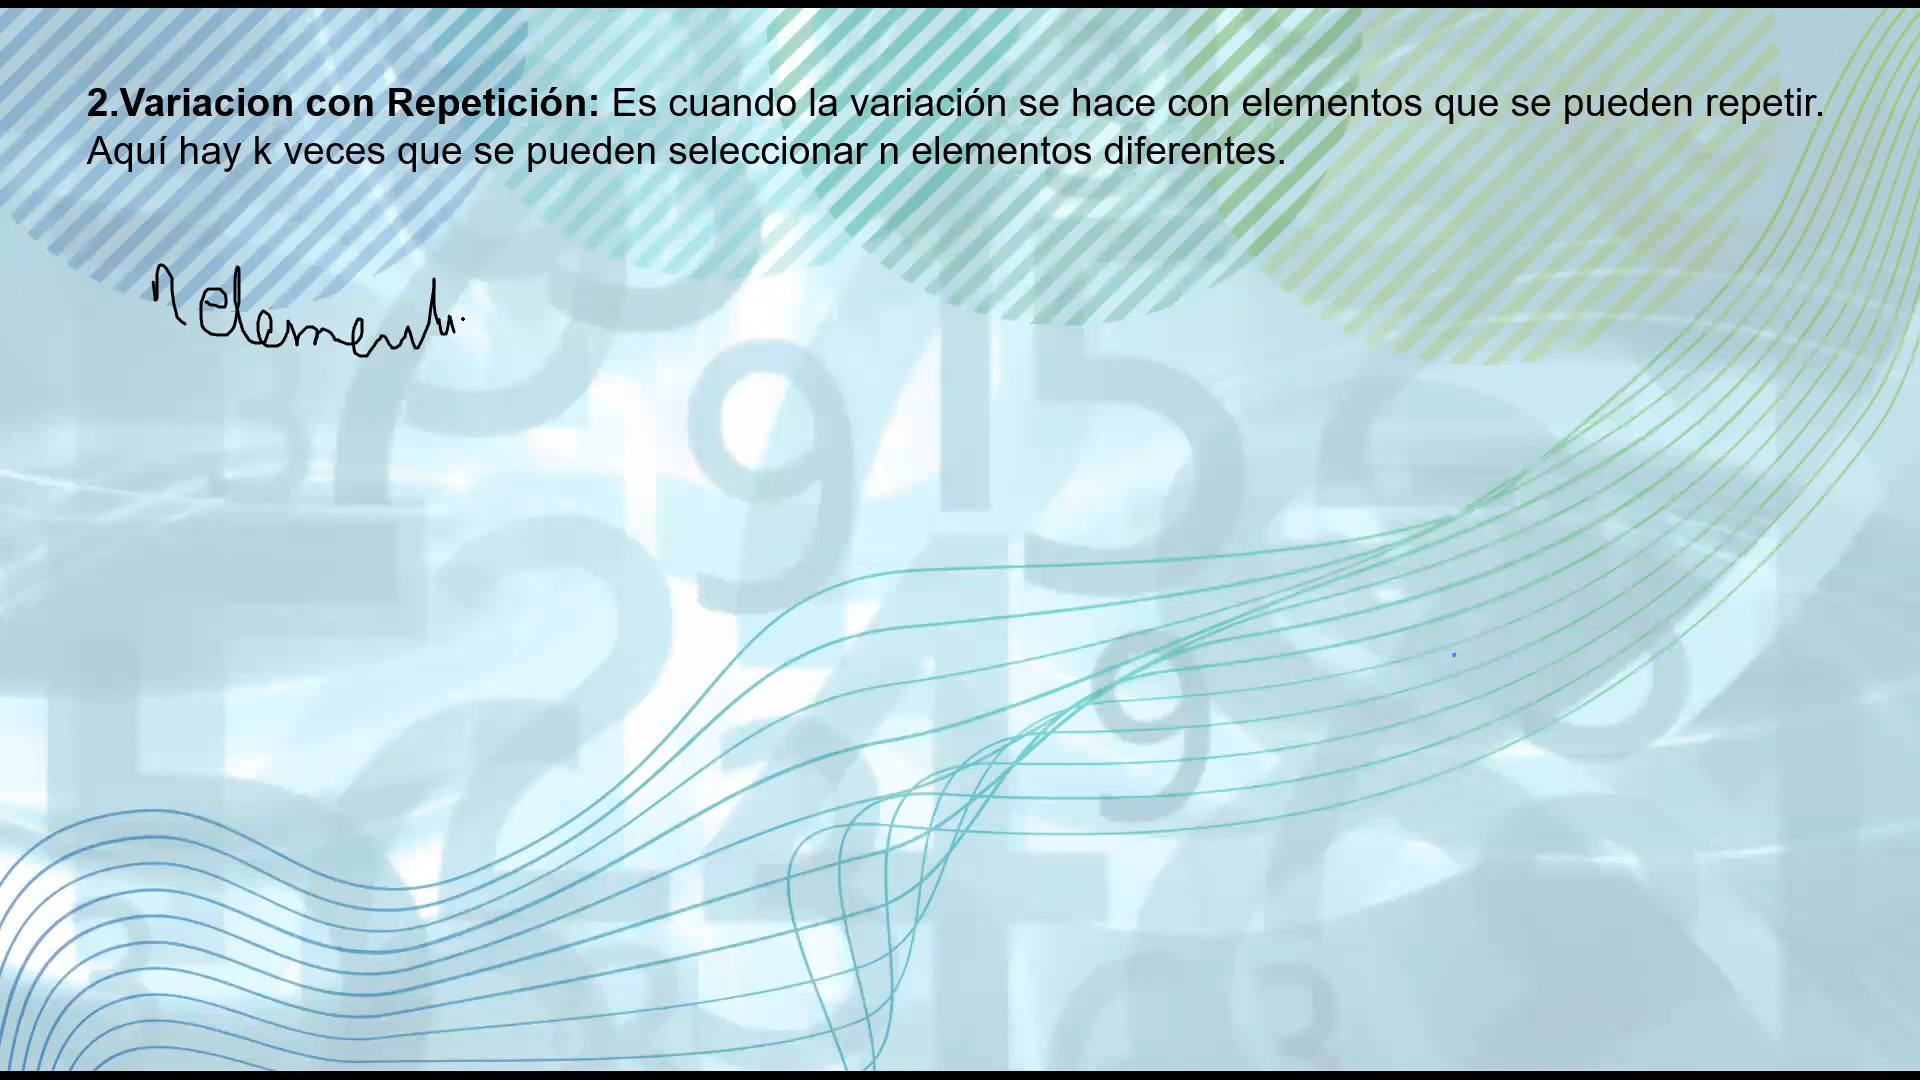 2.Variacion con Repetición: Es cuando la variación se hace con elementos que se pueden repetir.
Aquí hay k veces que se pueden seleccionar n elementos diferentes.
n element